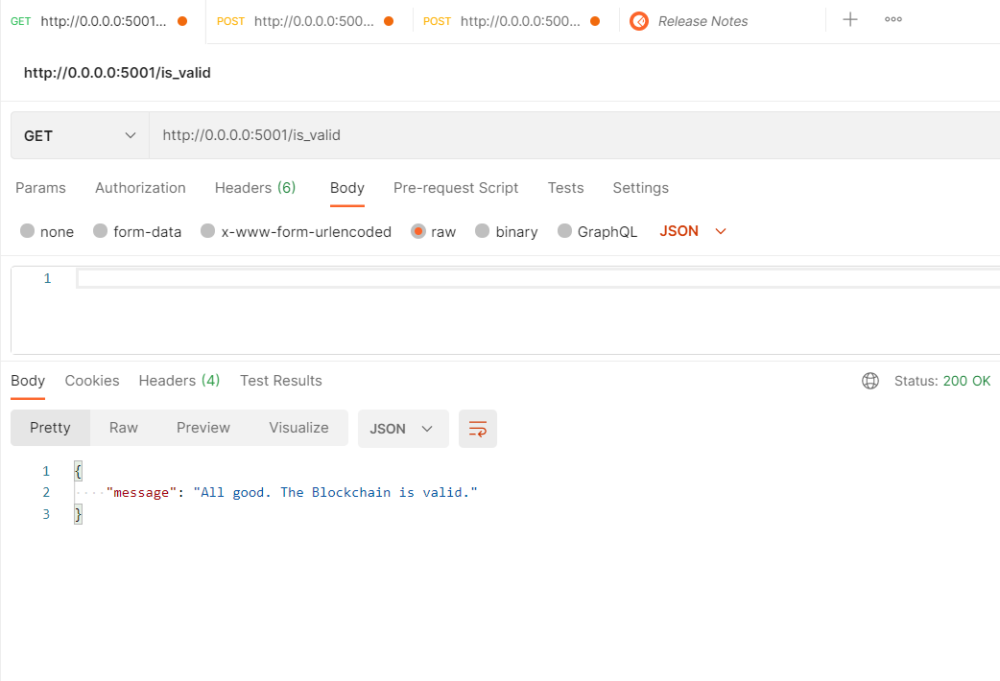 GET http://0.0.0.0:5001... POST http://0.0.0.0:500... POST http://0.0.0.0:500... Release Notes
http://0.0.0.0:5001/is_valid
GET http://0.0.0.0:5001/is_valid
Params Authorization Headers (6) Body Pre-request Script Tests Settings
none form-data x-www-form-urlencoded raw binary GraphQL JSON
1
Body Cookies Headers (4) Test Results Status: 200 OK
Pretty Raw Preview Visualize JSON
1 {
2 "message": "All good. The Blockchain is valid."
3 }